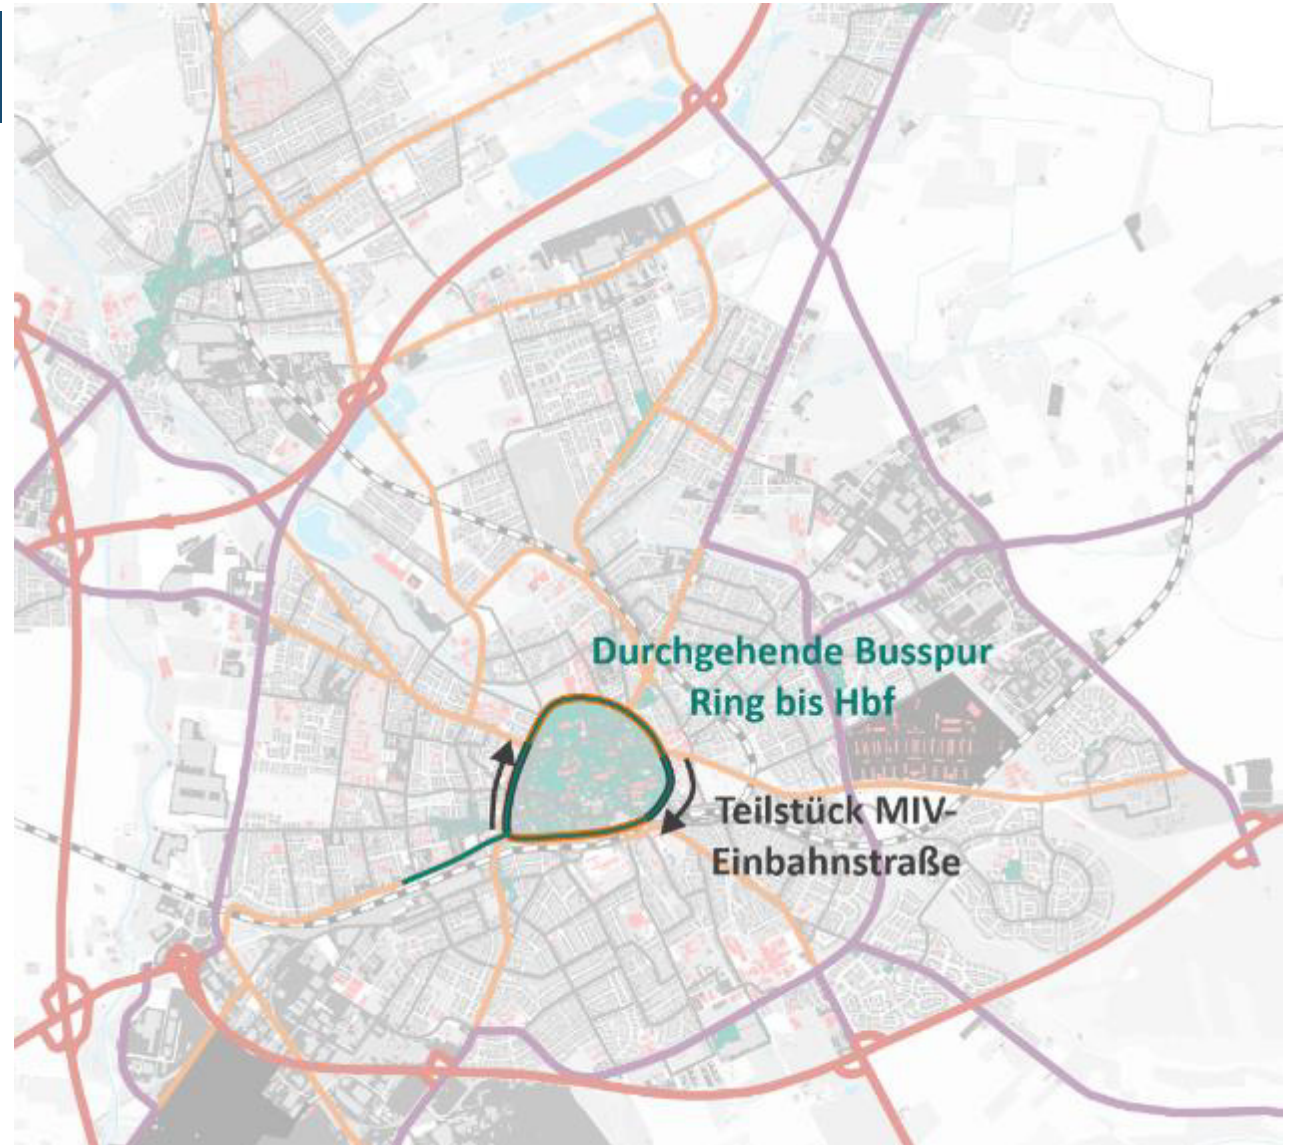 Durchgehende Busspur
Ring bis Hbf
Teilstück MIV-
Einbahnstraße